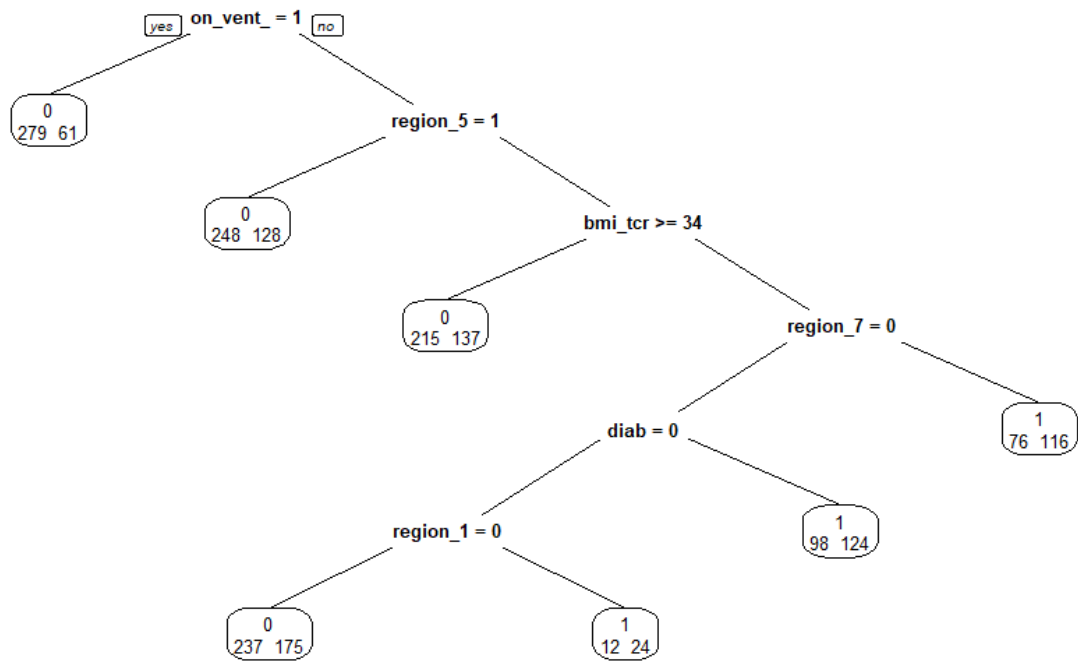 yes on_vent_ = 1 no
0
279 61
region_5 = 1
0
248 128
bmi_tcr >= 34
0
215 137
region_7 = 0
1
76 116
diab = 0
1
98 124
region_1 = 0
0
237 175
1
12 24